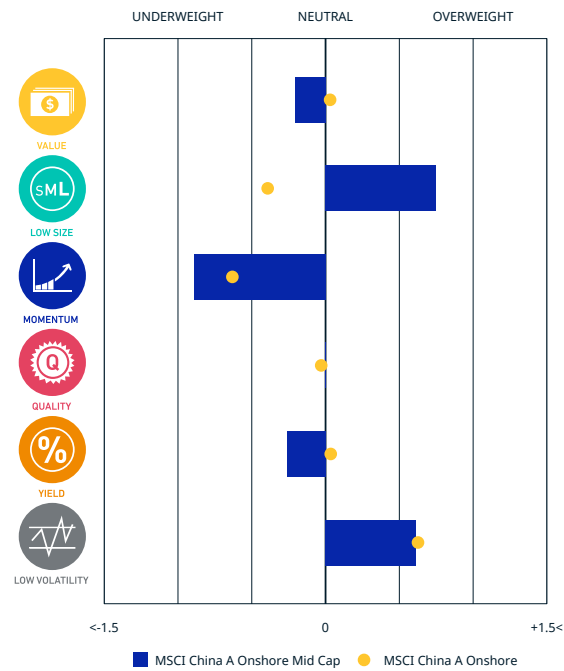 UNDERWEIGHT NEUTRAL OVERWEIGHT
$
VALUE
SML
LOW SIZE
MOMENTUM
Q
QUALITY
%
YIELD
LOW VOLATILITY
<-1.5 0 +1.5<
MSCI China A Onshore Mid Cap MSCI China A Onshore